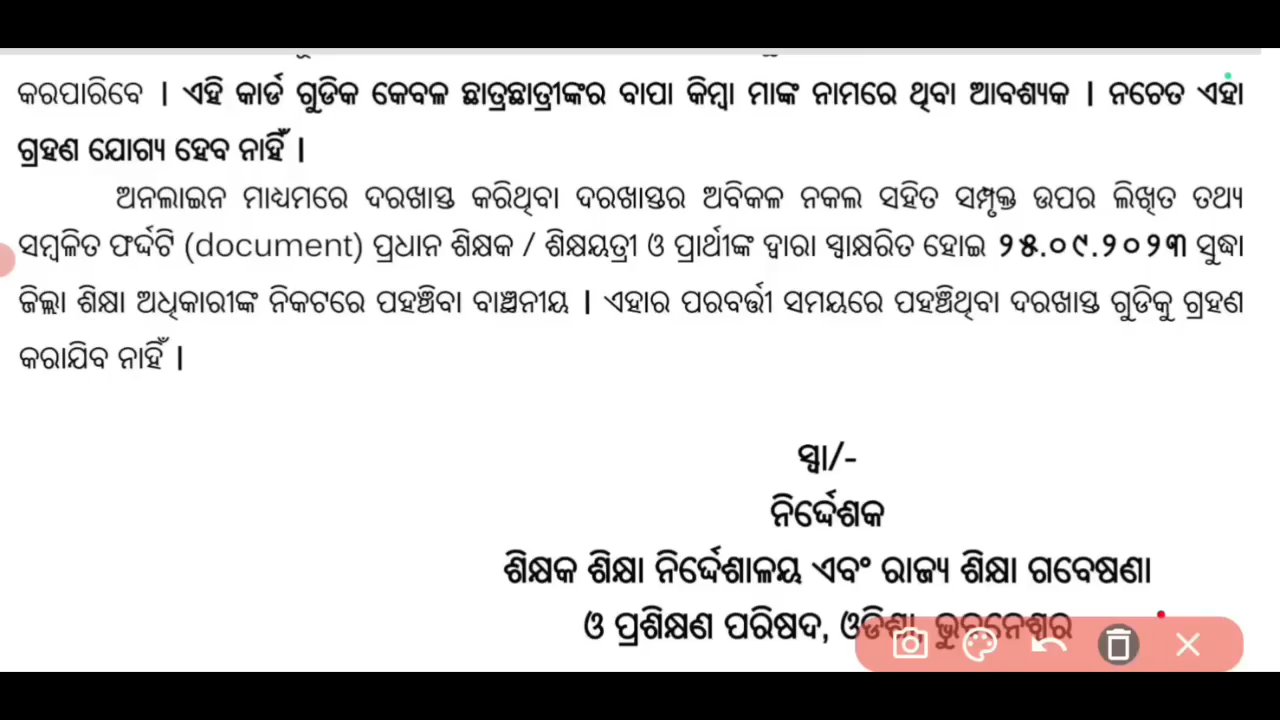 କରପାରିବେ । ଏହି କାର୍ଡ ଗୁଡିକ କେବଳ ଛାତ୍ରଛାତ୍ରୀଙ୍କର ବାପା କିମ୍ବା ମାଙ୍କ ନାମରେ ଥିବା ଆବଶ୍ୟକ । ନଚେତ ଏହା
ଗ୍ରହଣ ଯୋଗ୍ୟ ହେବ ନାହିଁ ।
ଅନଲାଇନ ମାଧ୍ୟମରେ ଦରଖାସ୍ତ କରିଥିବା ଦରଖାସ୍ତର ଅବିକଳ ନକଲ ସହିତ ସମ୍ପୃକ୍ତ ଉପର ଲିଖିତ ତଥ୍ୟ
ସମ୍ବଳିତ ଫର୍ଦ୍ଦଟି (document) ପ୍ରଧାନ ଶିକ୍ଷକ / ଶିକ୍ଷୟତ୍ରୀ ଓ ପ୍ରାର୍ଥୀଙ୍କ ଦ୍ୱାରା ସ୍ୱାକ୍ଷରିତ ହୋଇ ୨୫.୦୯.୨୦୨୩ ସୁଦ୍ଧା
ଜିଲ୍ଲା ଶିକ୍ଷା ଅଧିକାରୀଙ୍କ ନିକଟରେ ପହଞ୍ଚିବା ବାଞ୍ଛନୀୟ । ଏହାର ପରବର୍ତ୍ତୀ ସମୟରେ ପହଞ୍ଚିଥିବା ଦରଖାସ୍ତ ଗୁଡିକୁ ଗ୍ରହଣ
କରାଯିବ ନାହିଁ ।
ସ୍ୱା/-
ନିର୍ଦ୍ଦେଶକ
ଶିକ୍ଷକ ଶିକ୍ଷା ନିର୍ଦ୍ଦେଶାଳୟ ଏବଂ ରାଜ୍ୟ ଶିକ୍ଷା ଗବେଷଣା
ଓ ପ୍ରଶିକ୍ଷଣ ପରିଷଦ, ଓଡିଶା, ଭୁବନେଶ୍ୱର